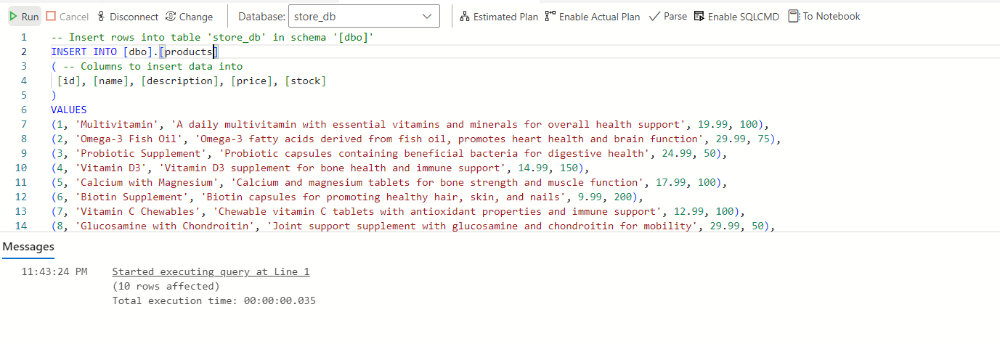 Run Cancel Disconnect Change Database: store_db Estimated Plan Enable Actual Plan Parse Enable SQLCMD To Notebook
1 -- Insert rows into table 'store_db' in schema '[dbo]'
2 INSERT INTO [dbo].[products]
3 ( -- Columns to insert data into
4 [id], [name], [description], [price], [stock]
5 )
6 VALUES
7 (1, 'Multivitamin', 'A daily multivitamin with essential vitamins and minerals for overall health support', 19.99, 100),
8 (2, 'Omega-3 Fish Oil', 'Omega-3 fatty acids derived from fish oil, promotes heart health and brain function', 29.99, 75),
9 (3, 'Probiotic Supplement', 'Probiotic capsules containing beneficial bacteria for digestive health', 24.99, 50),
10 (4, 'Vitamin D3', 'Vitamin D3 supplement for bone health and immune support', 14.99, 150),
11 (5, 'Calcium with Magnesium', 'Calcium and magnesium tablets for bone strength and muscle function', 17.99, 100),
12 (6, 'Biotin Supplement', 'Biotin capsules for promoting healthy hair, skin, and nails', 9.99, 200),
13 (7, 'Vitamin C Chewables', 'Chewable vitamin C tablets with antioxidant properties and immune support', 12.99, 100),
14 (8, 'Glucosamine with Chondroitin', 'Joint support supplement with glucosamine and chondroitin for mobility', 29.99, 50),
Messages
11:43:24 PM Started executing query at Line 1
(10 rows affected)
Total execution time: 00:00:00.035